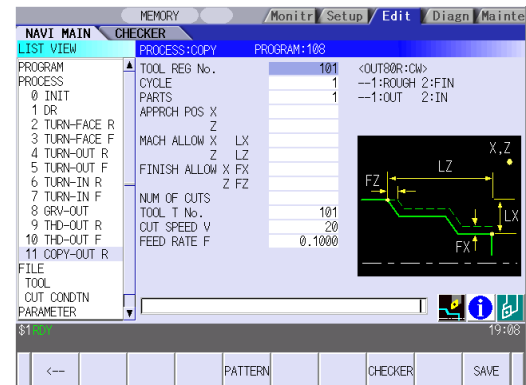 MEMORY Monitr Setup Edit Diagn Mainte
NAVI MAIN CHECKER
LIST VIEW PROCESS:COPY PROGRAM:108
PROGRAM
PROCESS
0 INIT
1 DR
2 TURN-FACE R
3 TURN-FACE F
4 TURN-OUT R
5 TURN-OUT F
6 TURN-IN R
7 TURN-IN F
8 GRV-OUT
9 THD-OUT R
10 THD-OUT F
11 COPY-OUT R
FILE
TOOL
CUT CONDTN
PARAMETER
TOOL REG No. 101 <OUT80R:CW>
CYCLE 1 --1:ROUGH 2:FIN
PARTS 1 --1:OUT 2:IN
APPRCH POS X
Z
MACH ALLOW X LX
Z LZ
FINISH ALLOW X FX
Z FZ
NUM OF CUTS
TOOL T No. 101
CUT SPEED V 20
FEED RATE F 0.1000
X,Z
LZ
FZ
LX
FX
$1 RDY 19:08
<-- PATTERN CHECKER SAVE